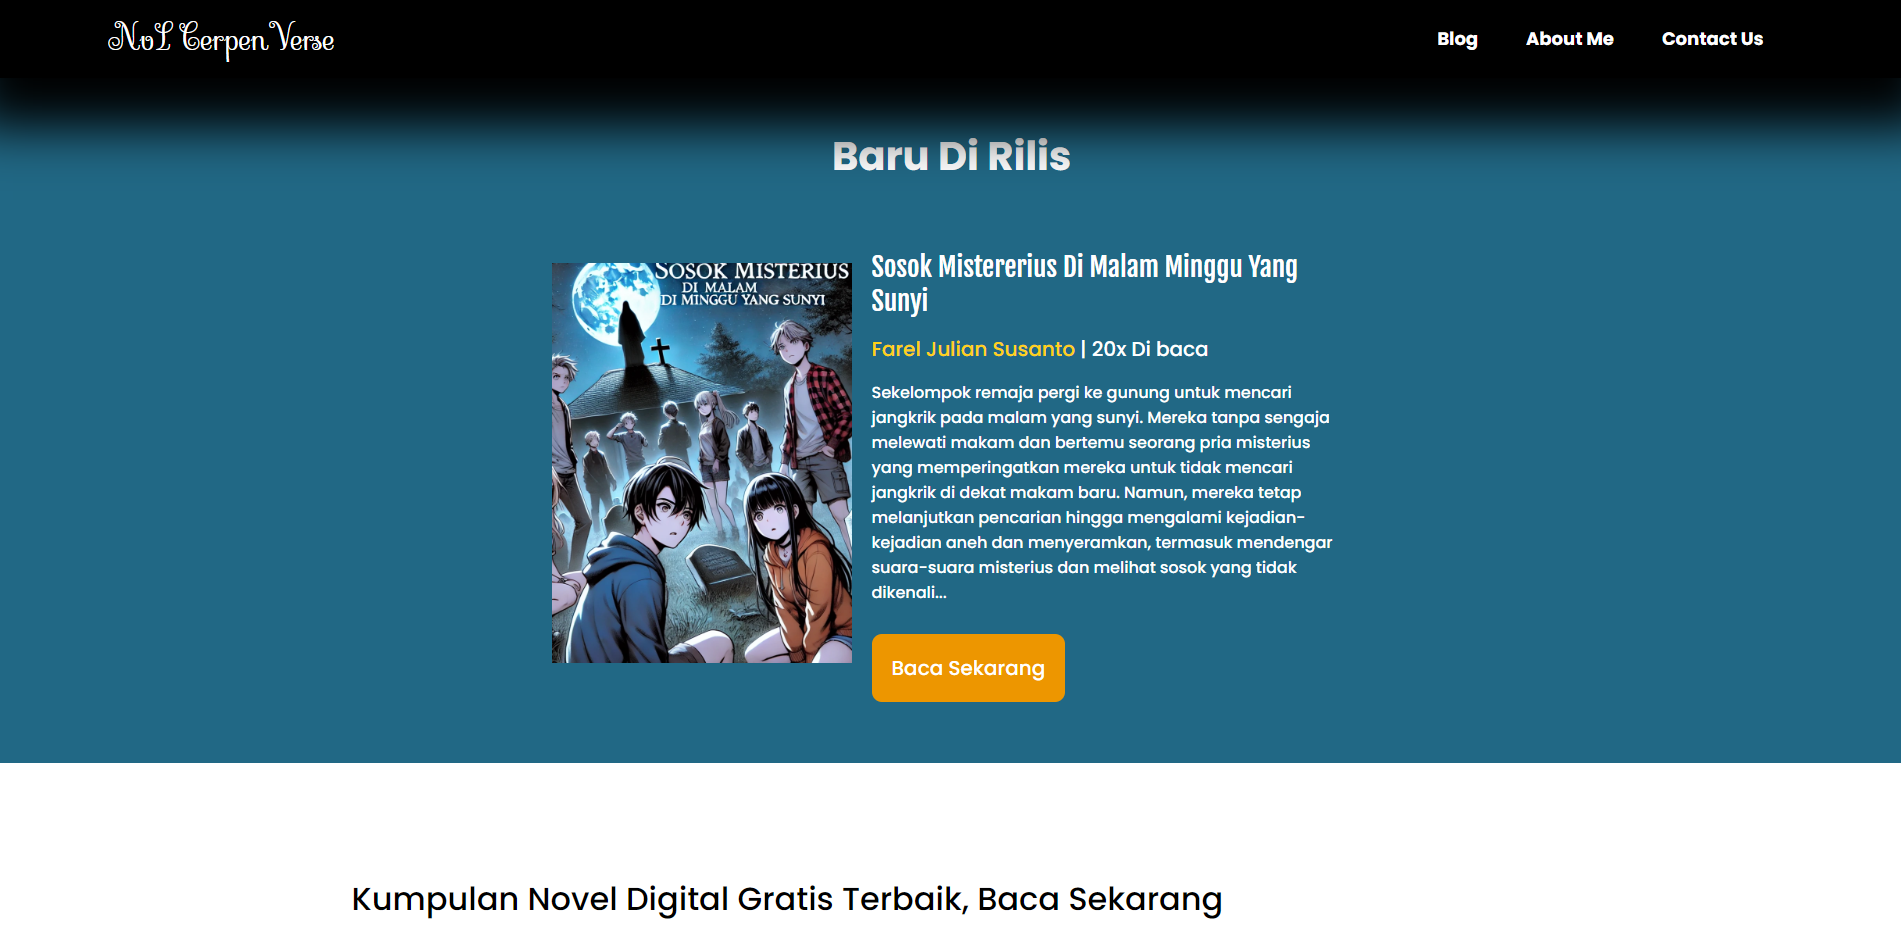 NoL CerpenVerse
Blog
About Me
Contact Us
Baru Di Rilis
SOSOK MISTERIUS
DI MALAM
DI MINGGU YANG SUNYI
Sosok Mistererius Di Malam Minggu Yang
Sunyi
Farel Julian Susanto | 20x Di baca
Sekelompok remaja pergi ke gunung untuk mencari
jangkrik pada malam yang sunyi. Mereka tanpa sengaja
melewati makam dan bertemu seorang pria misterius
yang memperingatkan mereka untuk tidak mencari
jangkrik di dekat makam baru. Namun, mereka tetap
melanjutkan pencarian hingga mengalami kejadian-
kejadian aneh dan menyeramkan, termasuk mendengar
suara-suara misterius dan melihat sosok yang tidak
dikenali...
Baca Sekarang
Kumpulan Novel Digital Gratis Terbaik, Baca Sekarang